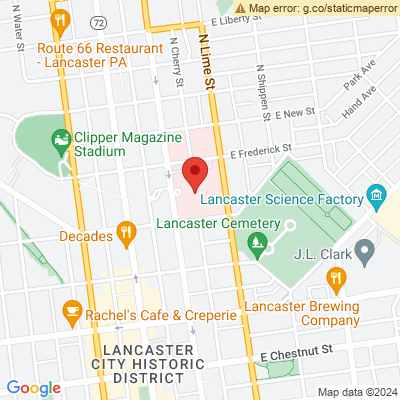 Map error: g.co/staticmaperror
E Liberty St
N Water St
72
Route 66 Restaurant
- Lancaster PA
N Cherry St
N Lime St
N Shippen St
Park Ave
Hand Ave
E New St
Clipper Magazine
Stadium
E Frederick St
Lancaster Science Factory
Lancaster Cemetery
Decades
J.L. Clark
Lancaster Brewing
Company
Rachel's Cafe & Creperie
LANCASTER
CITY HISTORIC
DISTRICT
E Chestnut St
Google
Map data ©2024